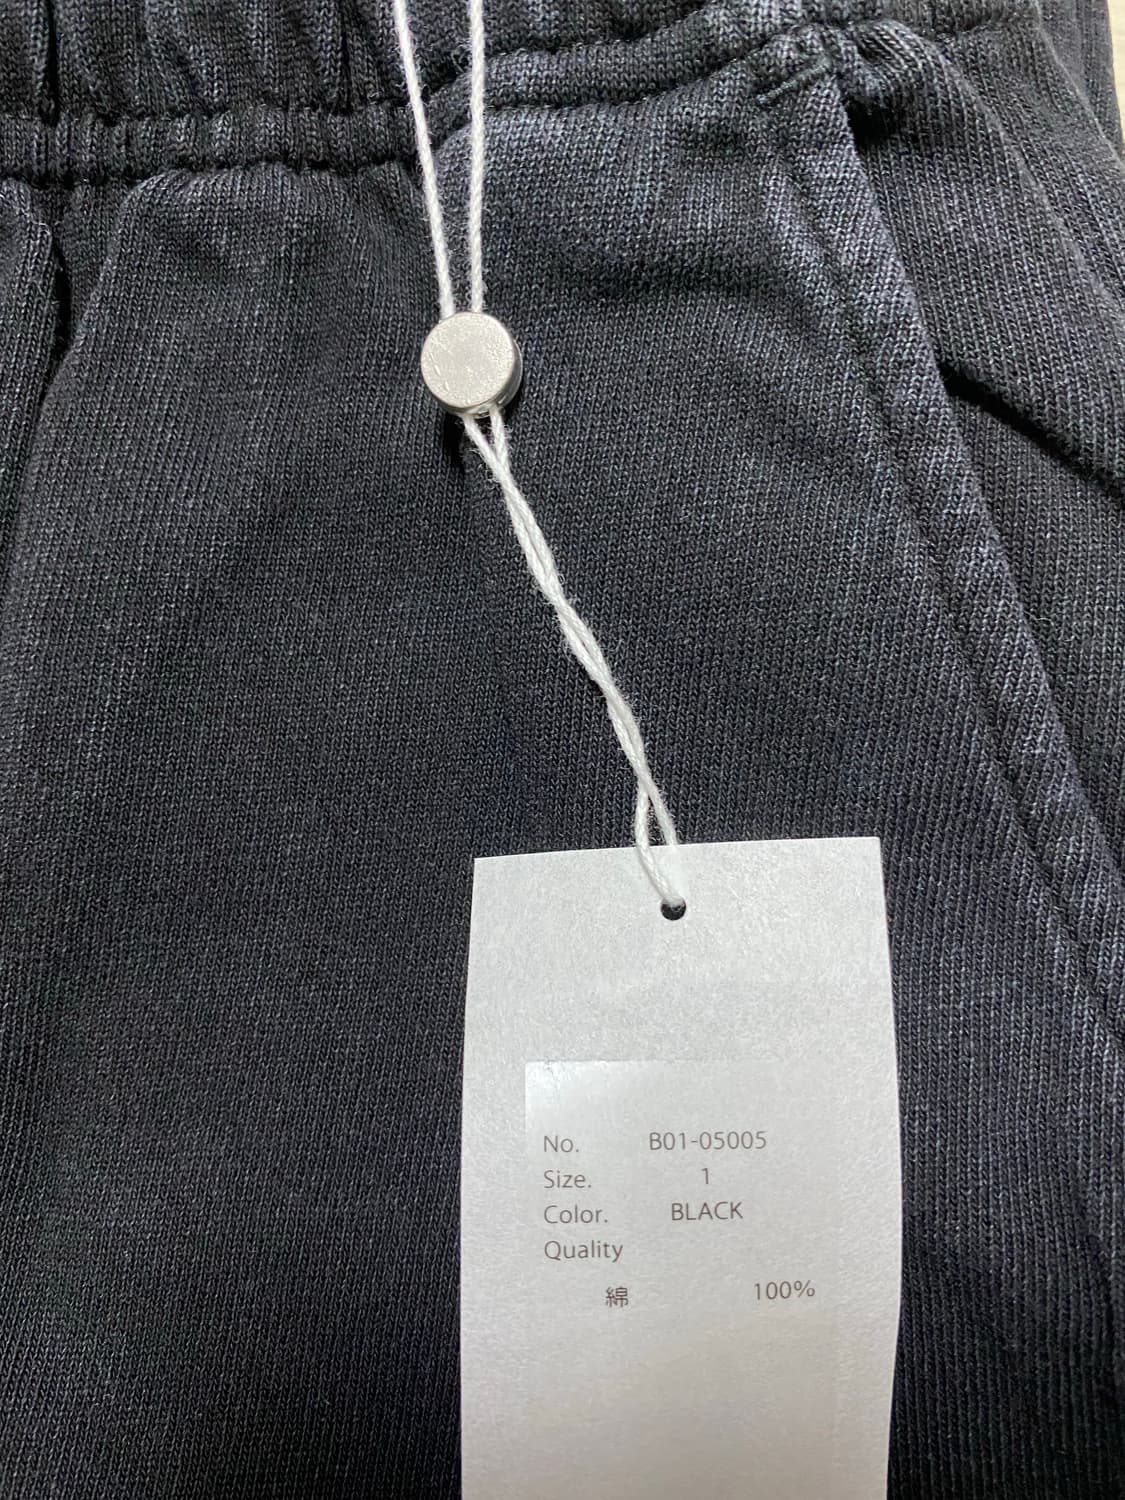 No. B01-05005
Size. 1
Color. BLACK
Quality
綿 100%